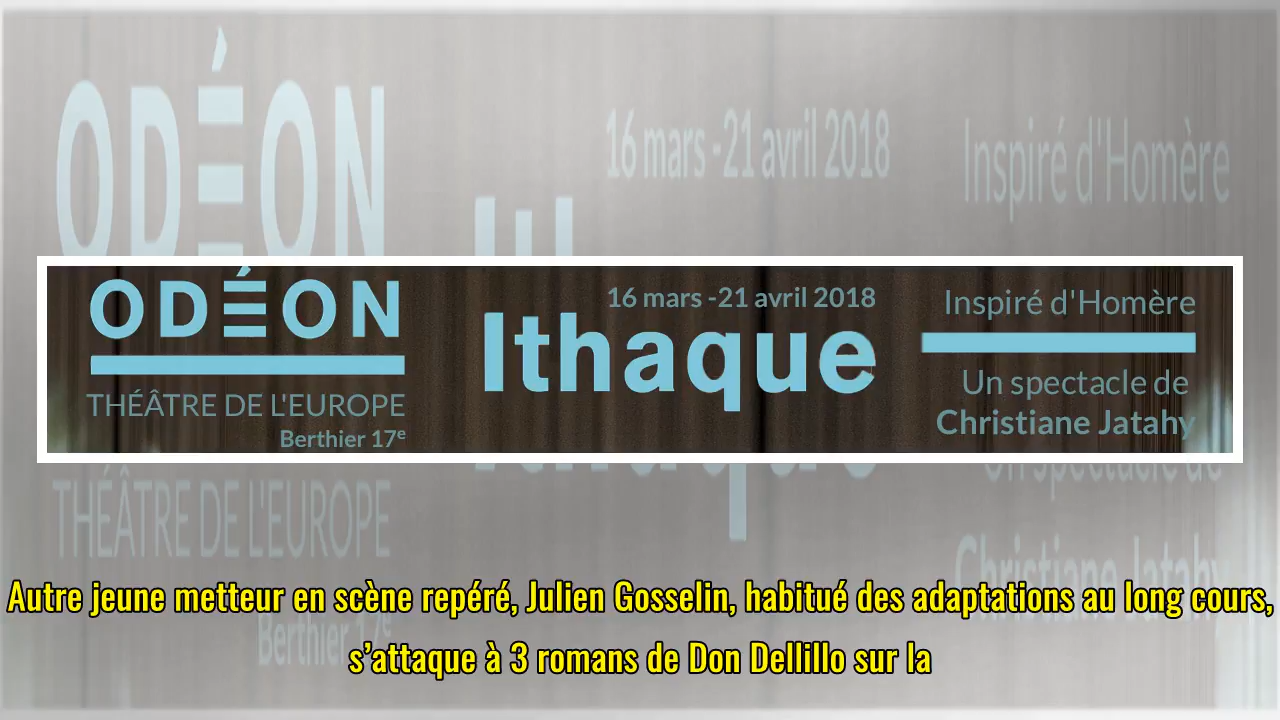 ODÉON
THÉÂTRE DE L'EUROPE
Berthier 17e
16 mars -21 avril 2018
Ithaque
Inspiré d'Homère
Un spectacle de
Christiane Jatahy
Autre jeune metteur en scène repéré, Julien Gosselin, habitué des adaptations au long cours,
s’attaque à 3 romans de Don Dellillo sur la